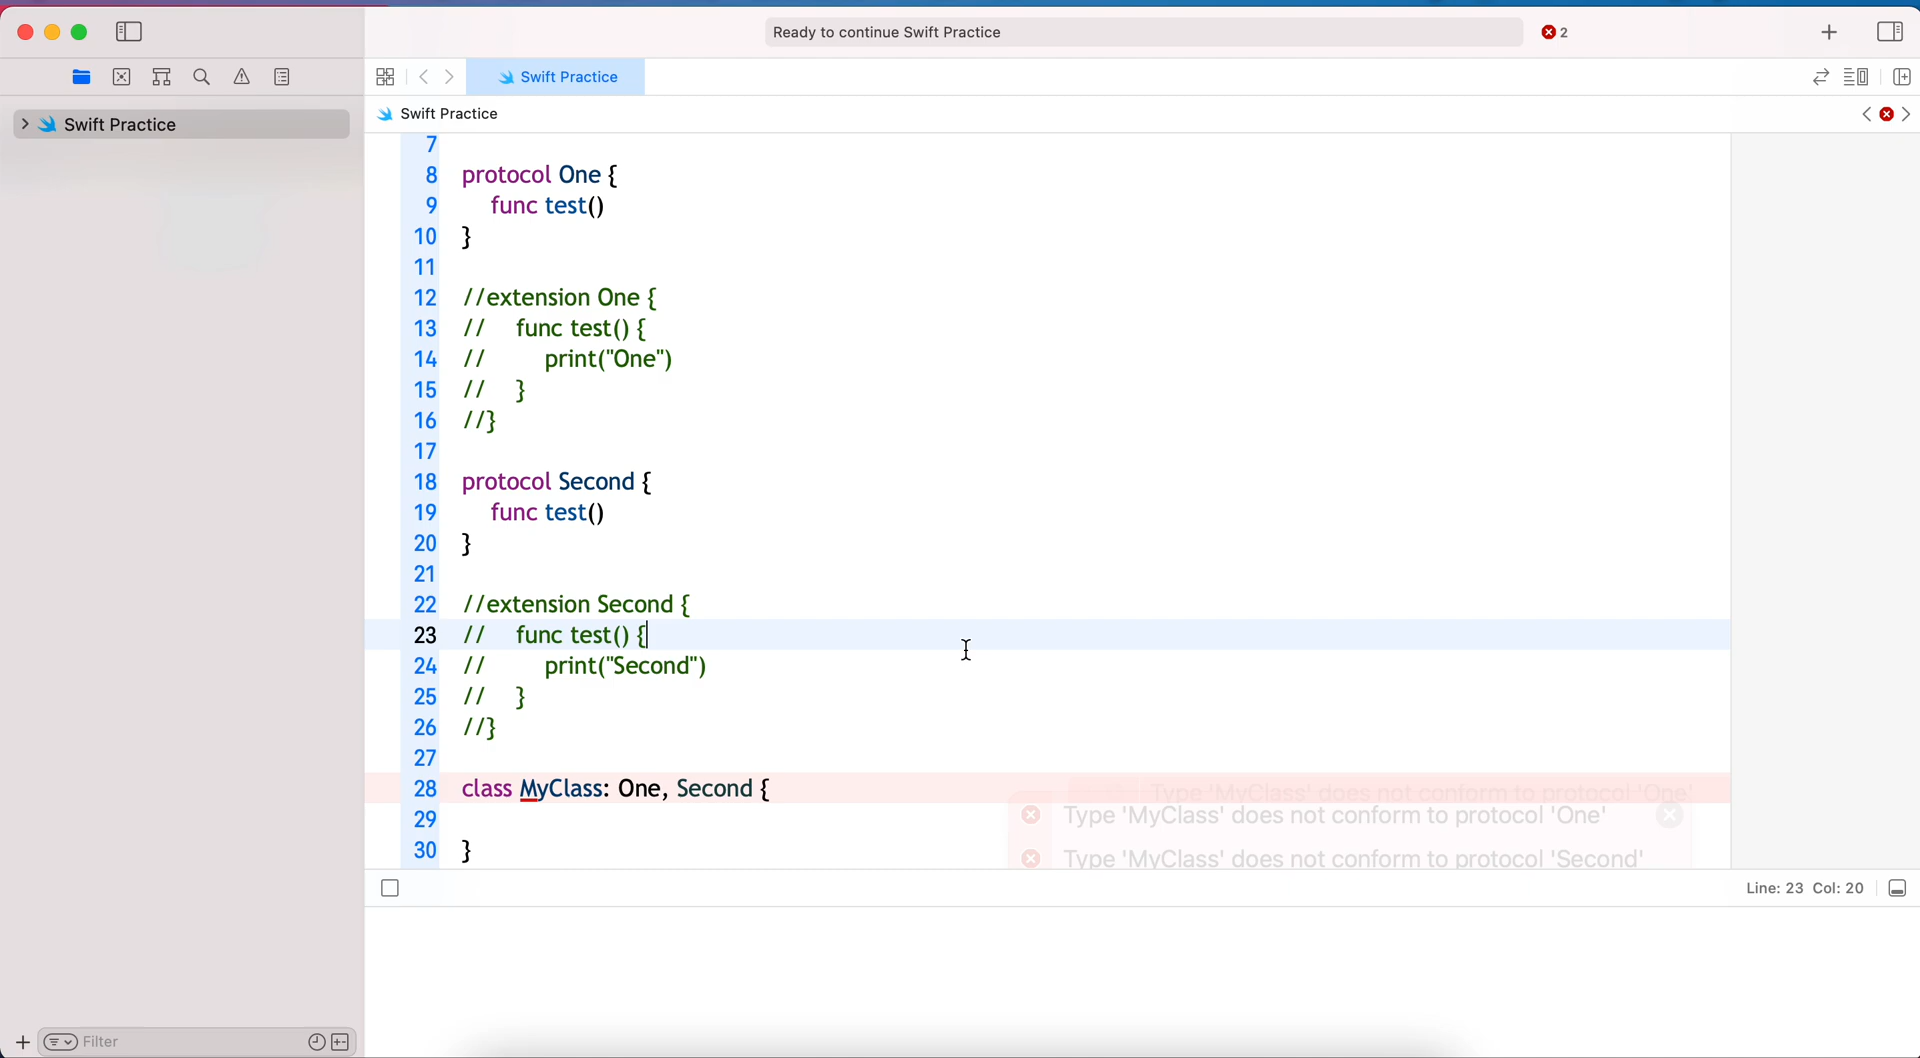 Ready to continue Swift Practice
2
Swift Practice
Swift Practice
Swift Practice
7
8 protocol One {
9 func test()
10 }
11
12 //extension One {
13 // func test() {
14 // print("One")
15 // }
16 //}
17
18 protocol Second {
19 func test()
20 }
21
22 //extension Second {
23 // func test() {
24 // print("Second")
25 // }
26 //}
27
28 class MyClass: One, Second {
Type 'MyClass' does not conform to protocol 'One'
29
Type 'MyClass' does not conform to protocol 'One'
30 }
Type 'MyClass' does not conform to protocol 'Second'
Line: 23 Col: 20
Filter